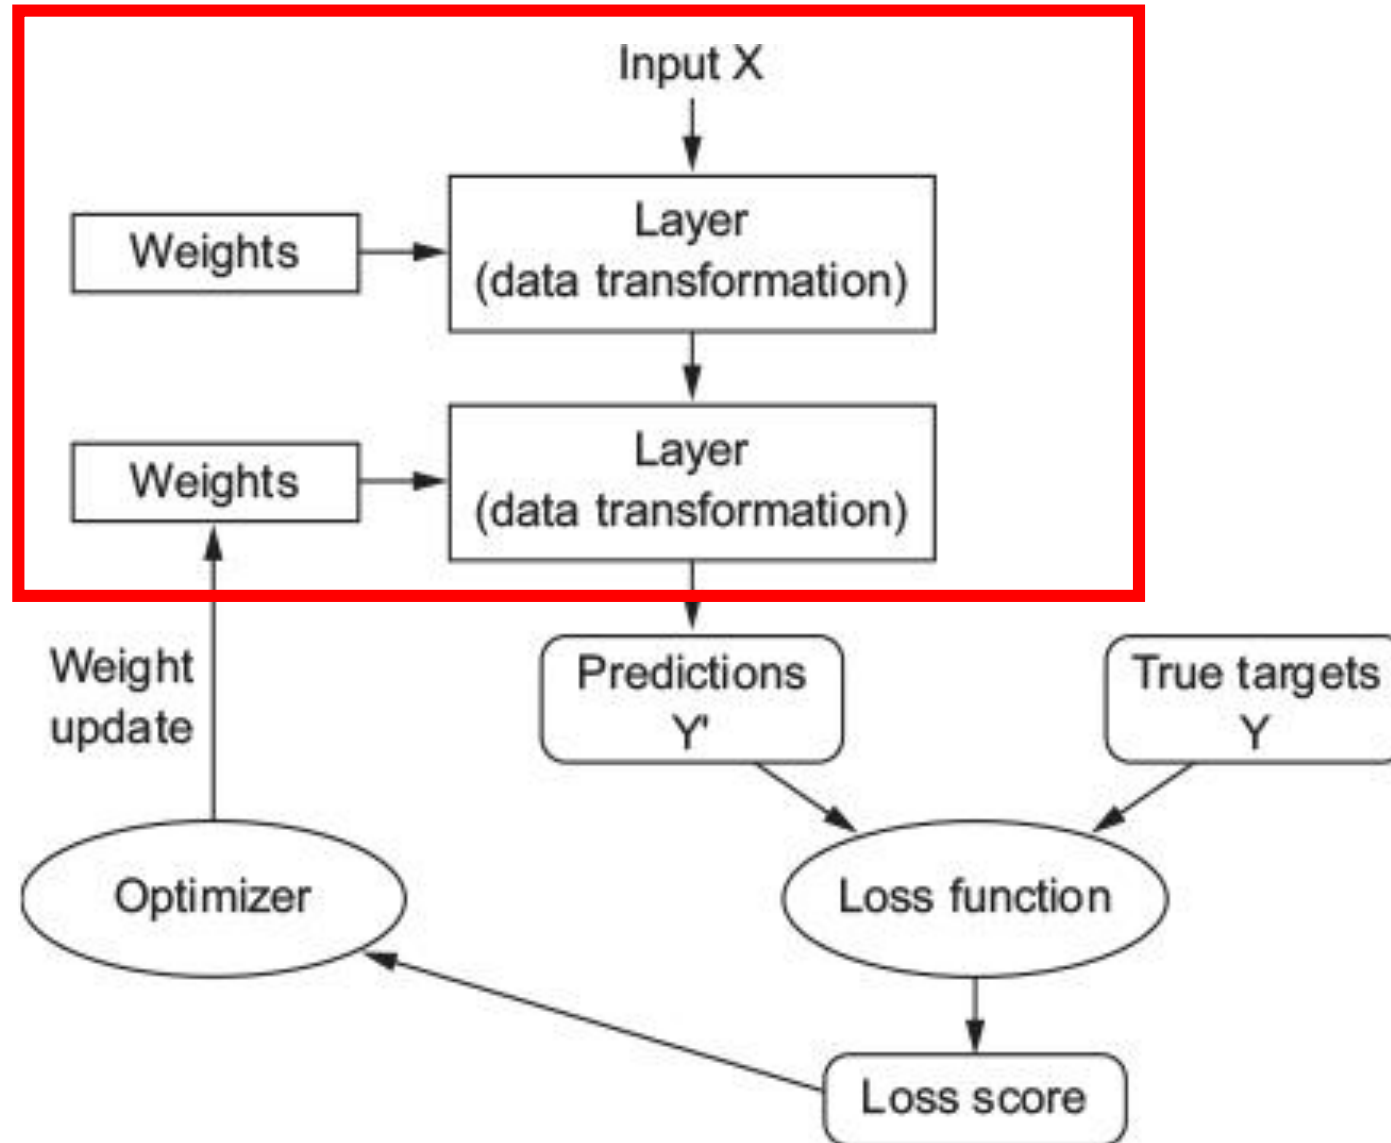 Input X
Weights
Layer
(data transformation)
Weights
Layer
(data transformation)
Weight
update
Predictions
Y'
True targets
Y
Optimizer
Loss function
Loss score